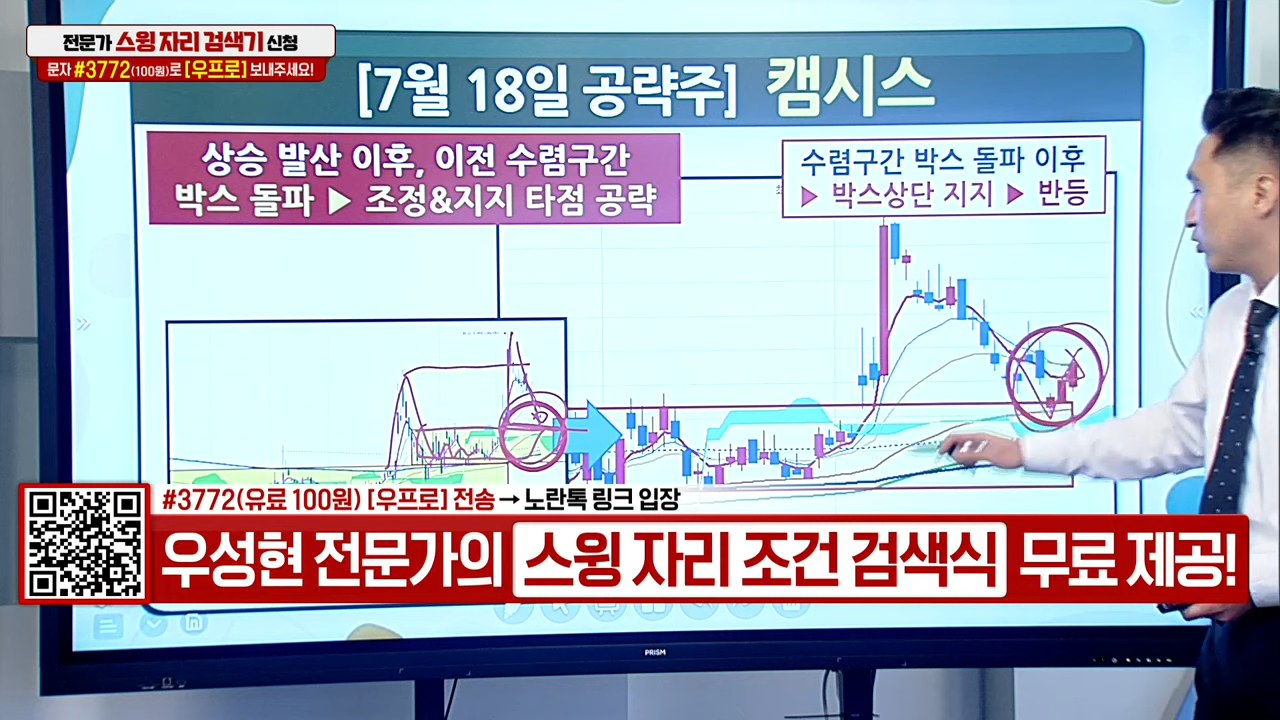 전문가 스윙 자리 검색기 신청
문자 #3772(100원)로 [우프로] 보내주세요!
[7월 18일 공략주] 캠시스
상승 발산 이후, 이전 수렴구간
박스 돌파 ▶ 조정&지지 타점 공략
수렴구간 박스 돌파 이후
▶ 박스상단 지지 ▶ 반등
#3772(유료 100원) [우프로] 전송 → 노란톡 링크 입장
우성현 전문가의 스윙 자리 조건 검색식 무료 제공!
PRISM